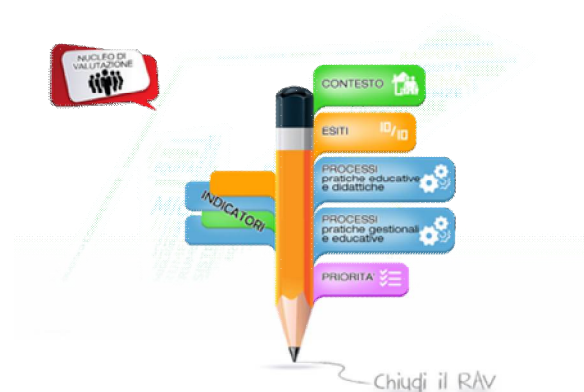 NUCLEO DI
VALUTAZIONE
CONTESTO
ESITI 10/10
PROCESSI
pratiche educative
e didattiche
INDICATORI
PROCESSI
pratiche gestionali
e educative
PRIORITA'
Chiudi il RAV